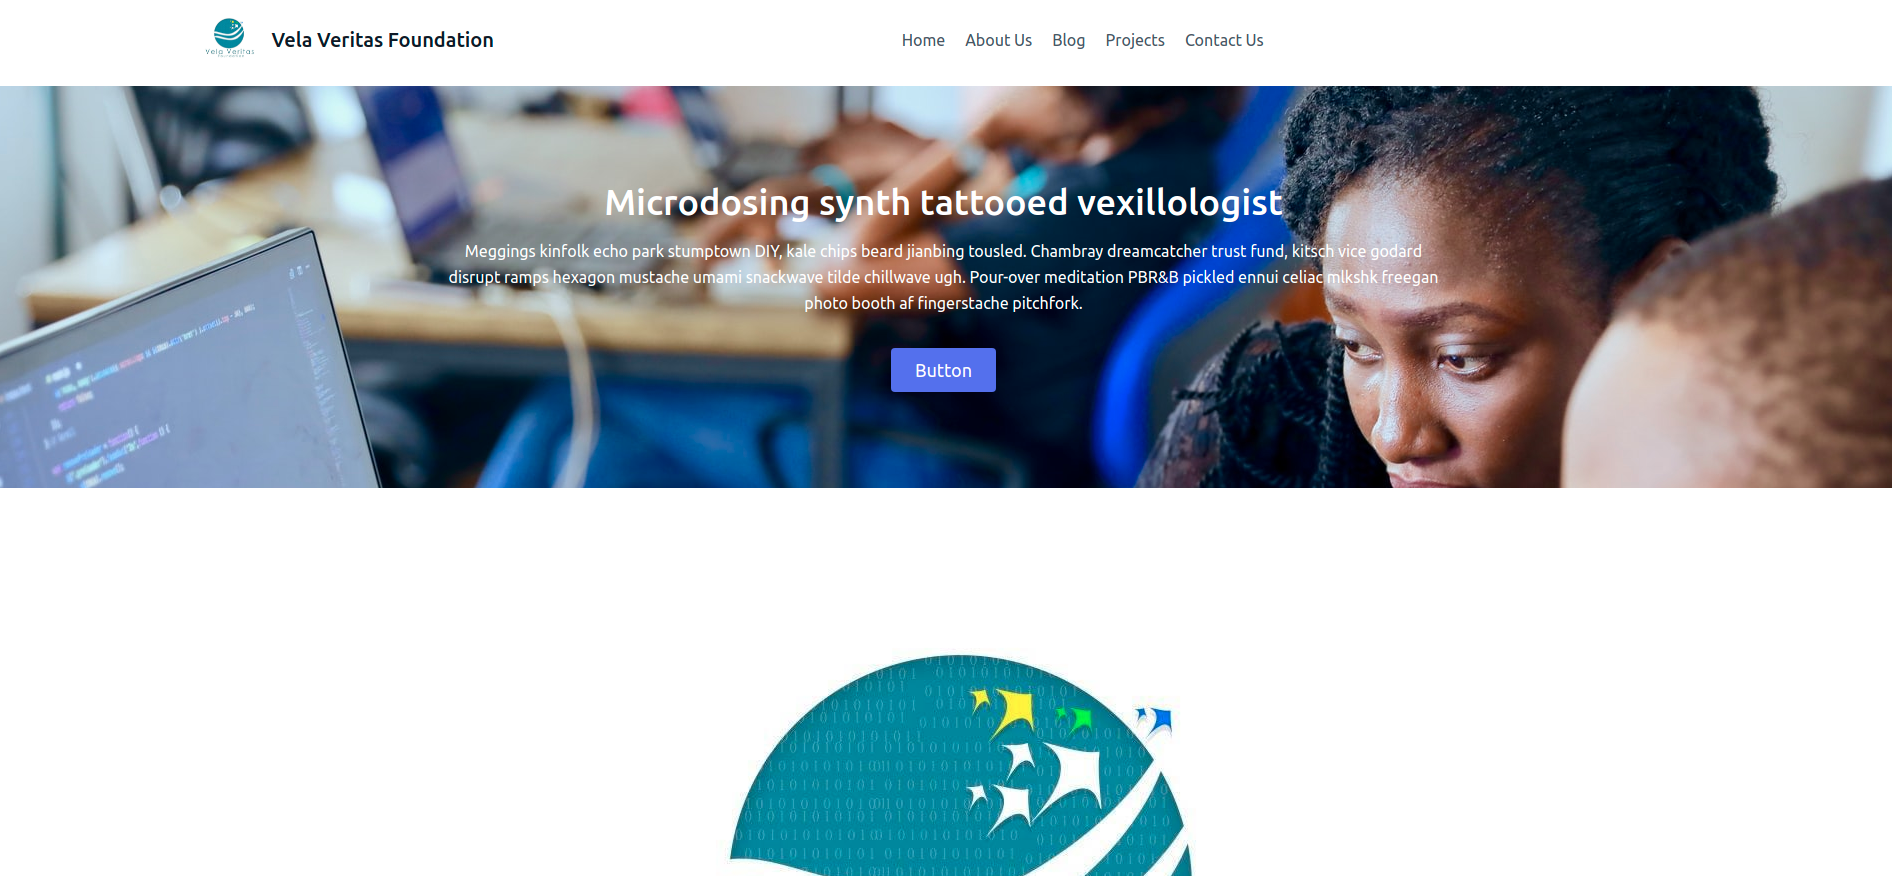 Vela Veritas
Vela Veritas Foundation
Home About Us Blog Projects Contact Us
Microdosing synth tattooed vexillologist
Meggings kinfolk echo park stumptown DIY, kale chips beard jianbing tousled. Chambray dreamcatcher trust fund, kitsch vice godard
disrupt ramps hexagon mustache umami snackwave tilde chillwave ugh. Pour-over meditation PBR&B pickled ennui celiac mlkshk freegan
photo booth af fingerstache pitchfork.
Button